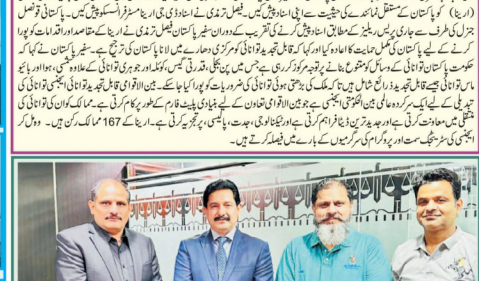 (ارینا) کو پاکستان کے مستقل نمائندے کی حیثیت سے اپنی اسناد پیش کیں۔ فیصل ترمذی نے اسناد ڈی جی ارینا مسٹر فرانسسکو پیش کیں۔ پاکستانی قونصل
جنرل کی طرف سے جاری پریس ریلیز کے مطابق اسناد پیش کرنے کی تقریب کے دوران سفیر پاکستان فیصل ترمذی نے ارینا کے مقاصد اور اقدامات کو پورا
کرنے کے لیے پاکستان کی مکمل حمایت کا اعادہ کیا اور کہا کہ قابل تجدید توانائی کو مرکزی دھارے میں لانا پاکستان کی ترجیح ہے۔ سفیر پاکستان نے کہا کہ
حکومت پاکستان توانائی کے وسائل کو متنوع بنانے پر توجہ مرکوز کر رہی ہے جس میں پن بجلی، قدرتی گیس، کوئلہ اور جوہری توانائی کے علاوہ شمسی، ہوا اور بائیو
ماس توانائی جیسے قابل تجدید ذرائع شامل ہیں تاکہ ملک کی بڑھتی ہوئی توانائی کی ضروریات کو پورا کیا جا سکے۔ بین الاقوامی قابل تجدید توانائی ایجنسی توانائی کی
تبدیلی کے لیے ایک سرکردہ عالمی بین الحکومتی ایجنسی ہے جو بین الاقوامی تعاون کے لیے بنیادی پلیٹ فارم کے طور پر کام کرتی ہے۔ ممالک کو ان کی توانائی کی
منتقلی میں معاونت کرتی ہے اور جدید ترین ڈیٹا فراہم کرتی ہے اور ٹیکنالوجی، جدت، پالیسی، پر تجزیہ کرتی ہے۔ ارینا کے 167 ممالک رکن ہیں۔ وہ مل کر
ایجنسی کی سٹریٹجک سمت اور پروگرام کی سرگرمیوں کے بارے میں فیصلہ کرتے ہیں۔